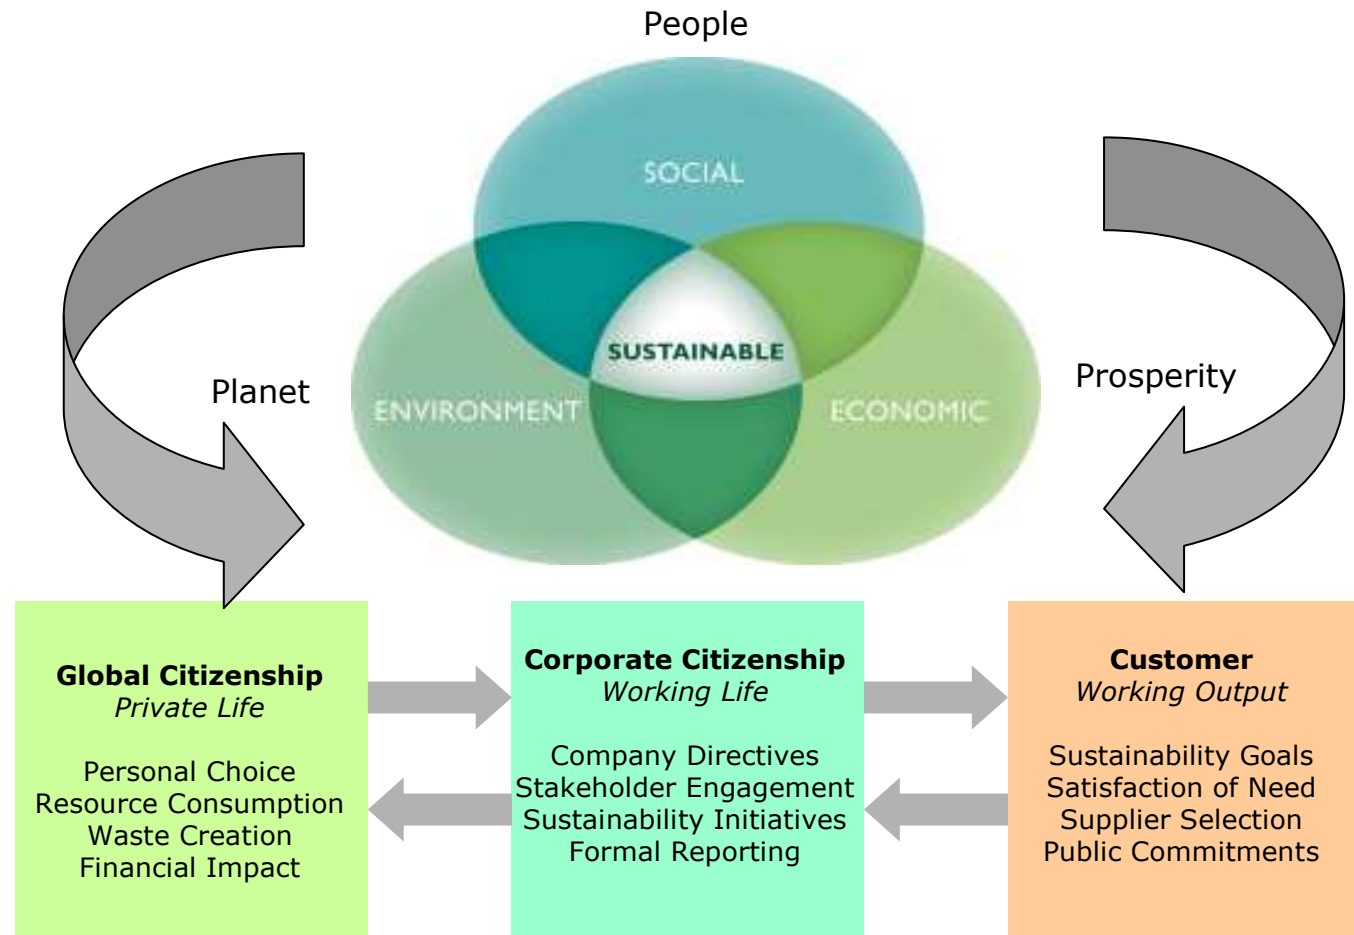 People
SOCIAL
SUSTAINABLE
Planet
Prosperity
ENVIRONMENT
ECONOMIC
Global Citizenship
Private Life
Personal Choice
Resource Consumption
Waste Creation
Financial Impact
Corporate Citizenship
Working Life
Company Directives
Stakeholder Engagement
Sustainability Initiatives
Formal Reporting
Customer
Working Output
Sustainability Goals
Satisfaction of Need
Supplier Selection
Public Commitments